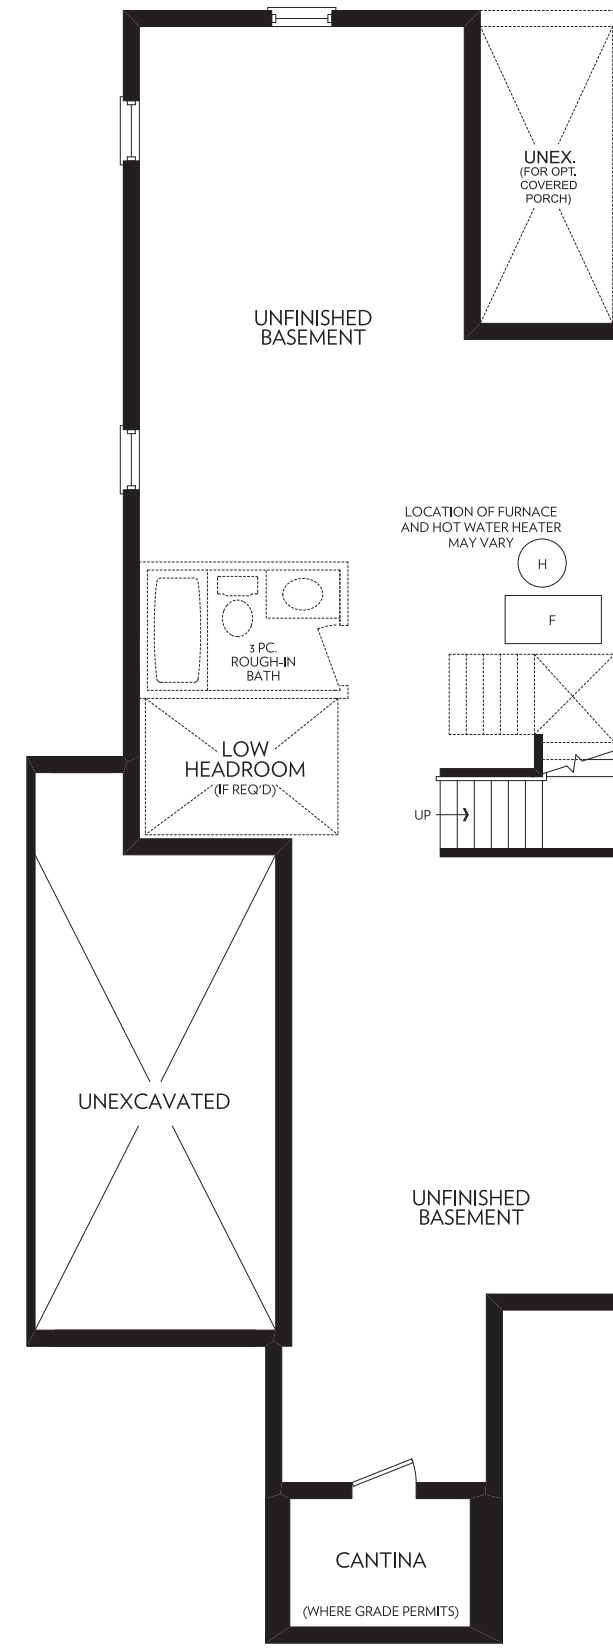 UNEX.
(FOR OPT.
COVERED
PORCH)
UNFINISHED
BASEMENT
LOCATION OF FURNACE
AND HOT WATER HEATER
MAY VARY
H
F
3 PC.
ROUGH-IN
BATH
LOW
HEADROOM
(IF REQ'D)
UP
UNEXCAVATED
UNFINISHED
BASEMENT
CANTINA
(WHERE GRADE PERMITS)